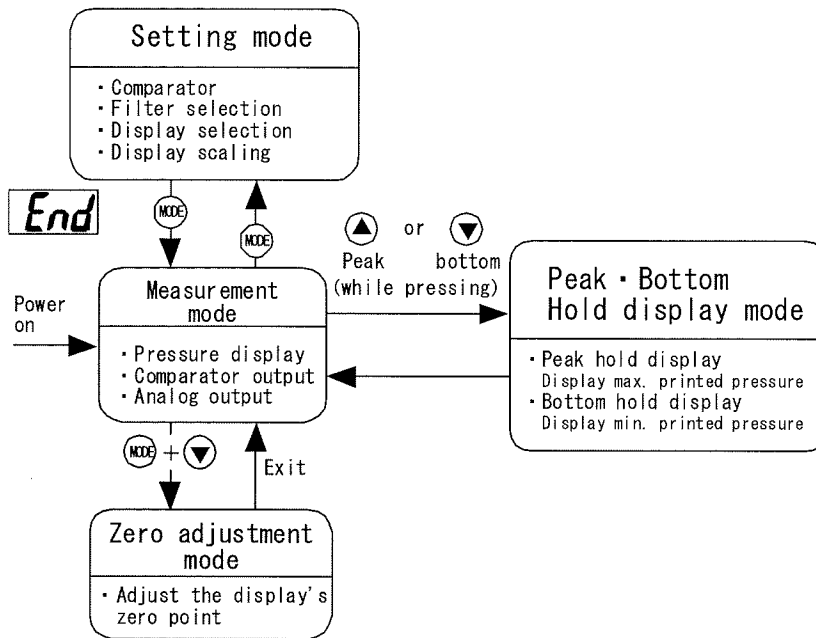 Setting mode
・Comparator
・Filter selection
・Display selection
・Display scaling
End
MODE
MODE
▲ or ▼
Peak bottom
(while pressing)
Power
on
Measurement
mode
・Pressure display
・Comparator output
・Analog output
Peak・Bottom
Hold display mode
・Peak hold display
Display max. printed pressure
・Bottom hold display
Display min. printed pressure
MODE + ▼
Exit
Zero adjustment
mode
・Adjust the display's
zero point